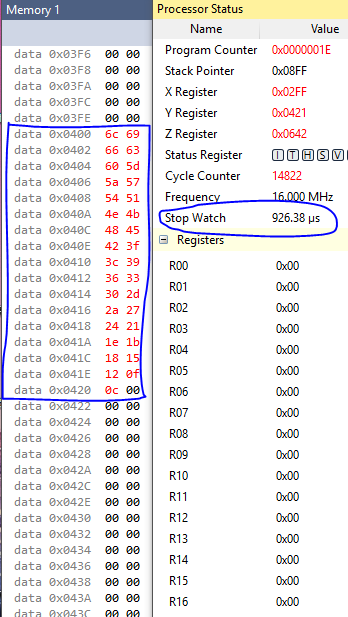 Memory 1
data 0x03F6 00 00
data 0x03F8 00 00
data 0x03FA 00 00
data 0x03FC 00 00
data 0x03FE 00 00
data 0x0400 6c 69
data 0x0402 66 63
data 0x0404 60 5d
data 0x0406 5a 57
data 0x0408 54 51
data 0x040A 4e 4b
data 0x040C 48 45
data 0x040E 42 3f
data 0x0410 3c 39
data 0x0412 36 33
data 0x0414 30 2d
data 0x0416 2a 27
data 0x0418 24 21
data 0x041A 1e 1b
data 0x041C 18 15
data 0x041E 12 0f
data 0x0420 0c 00
data 0x0422 00 00
data 0x0424 00 00
data 0x0426 00 00
data 0x0428 00 00
data 0x042A 00 00
data 0x042C 00 00
data 0x042E 00 00
data 0x0430 00 00
data 0x0432 00 00
data 0x0434 00 00
data 0x0436 00 00
data 0x0438 00 00
data 0x043A 00 00
data 0x043C 00 00
Processor Status
Name Value
Program Counter 0x0000001E
Stack Pointer 0x08FF
X Register 0x02FF
Y Register 0x0421
Z Register 0x0642
Status Register I T H S V
Cycle Counter 14822
Frequency 16.000 MHz
Stop Watch 926.38 µs
Registers
R00 0x00
R01 0x00
R02 0x00
R03 0x00
R04 0x00
R05 0x00
R06 0x00
R07 0x00
R08 0x00
R09 0x00
R10 0x00
R11 0x00
R12 0x00
R13 0x00
R14 0x00
R15 0x00
R16 0x00